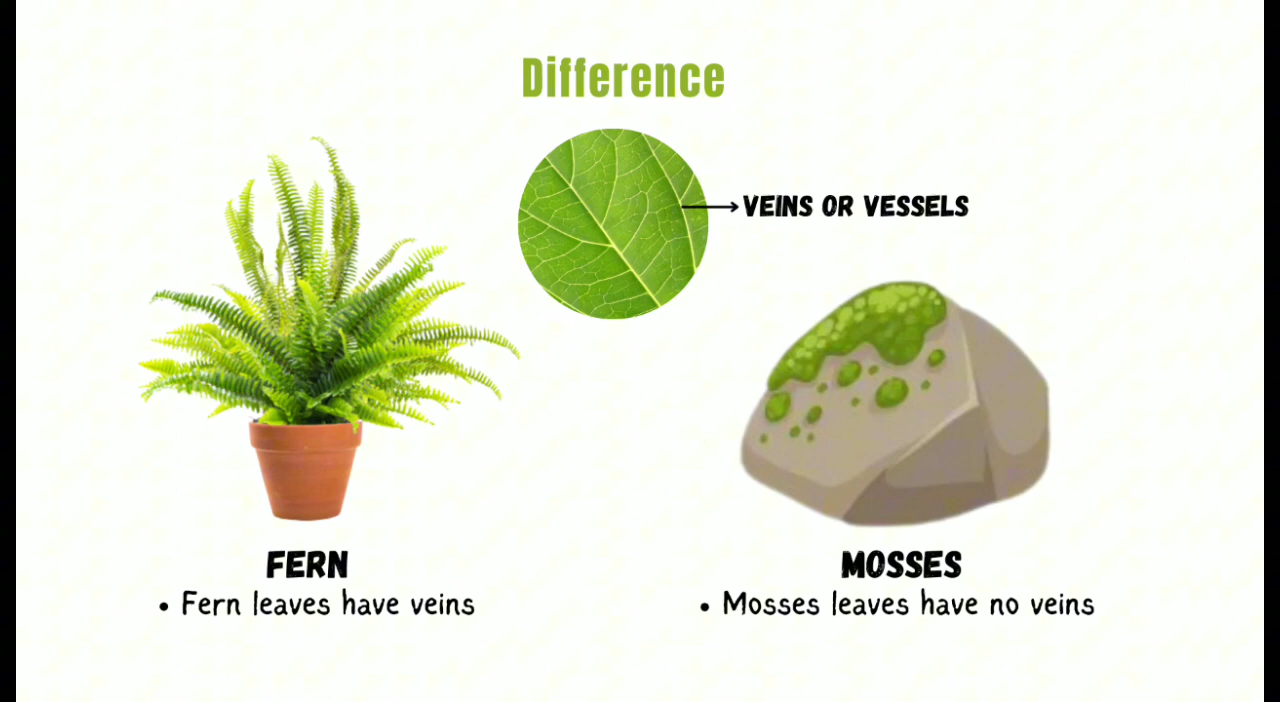 Difference
VEINS OR VESSELS
FERN
• Fern leaves have veins
MOSSES
• Mosses leaves have no veins